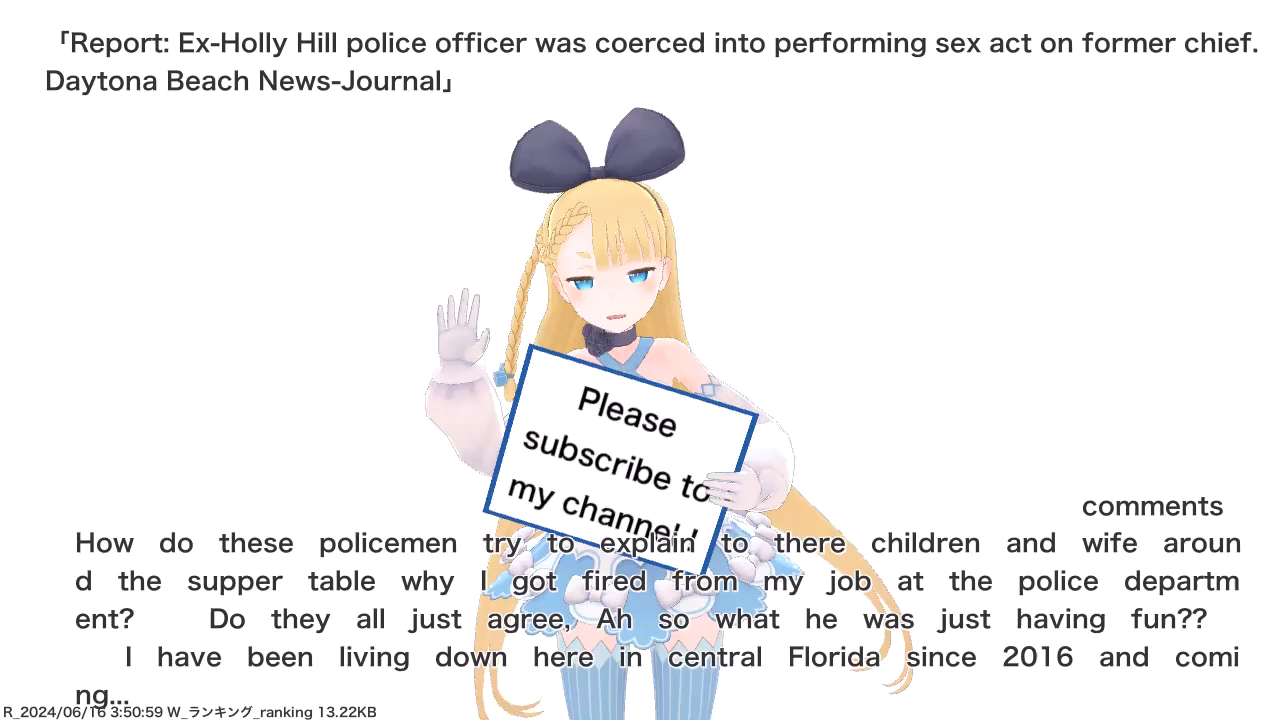 「Report: Ex-Holly Hill police officer was coerced into performing sex act on former chief.
Daytona Beach News-Journal」
Please
subscribe to
my channel!
comments
How do these policemen try to explain to there children and wife aroun
d the supper table why I got fired from my job at the police departm
ent? Do they all just agree, Ah so what he was just having fun??
I have been living down here in central Florida since 2016 and comi
ng...
R_2024/06/16 3:50:59 W_ランキング_ranking 13.22KB